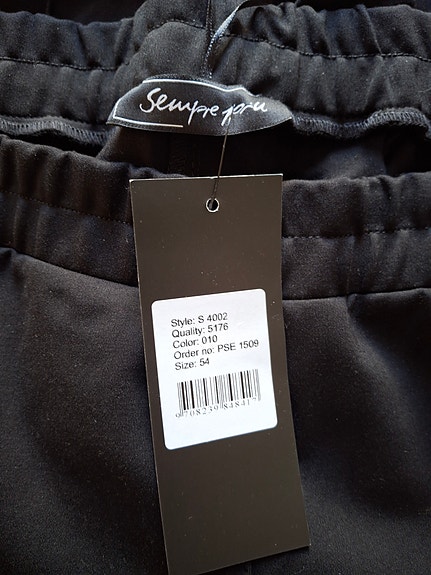 Sempre piu
Style: S 4002
Quality: 5176
Color: 010
Order no: PSE 1509
Size: 54